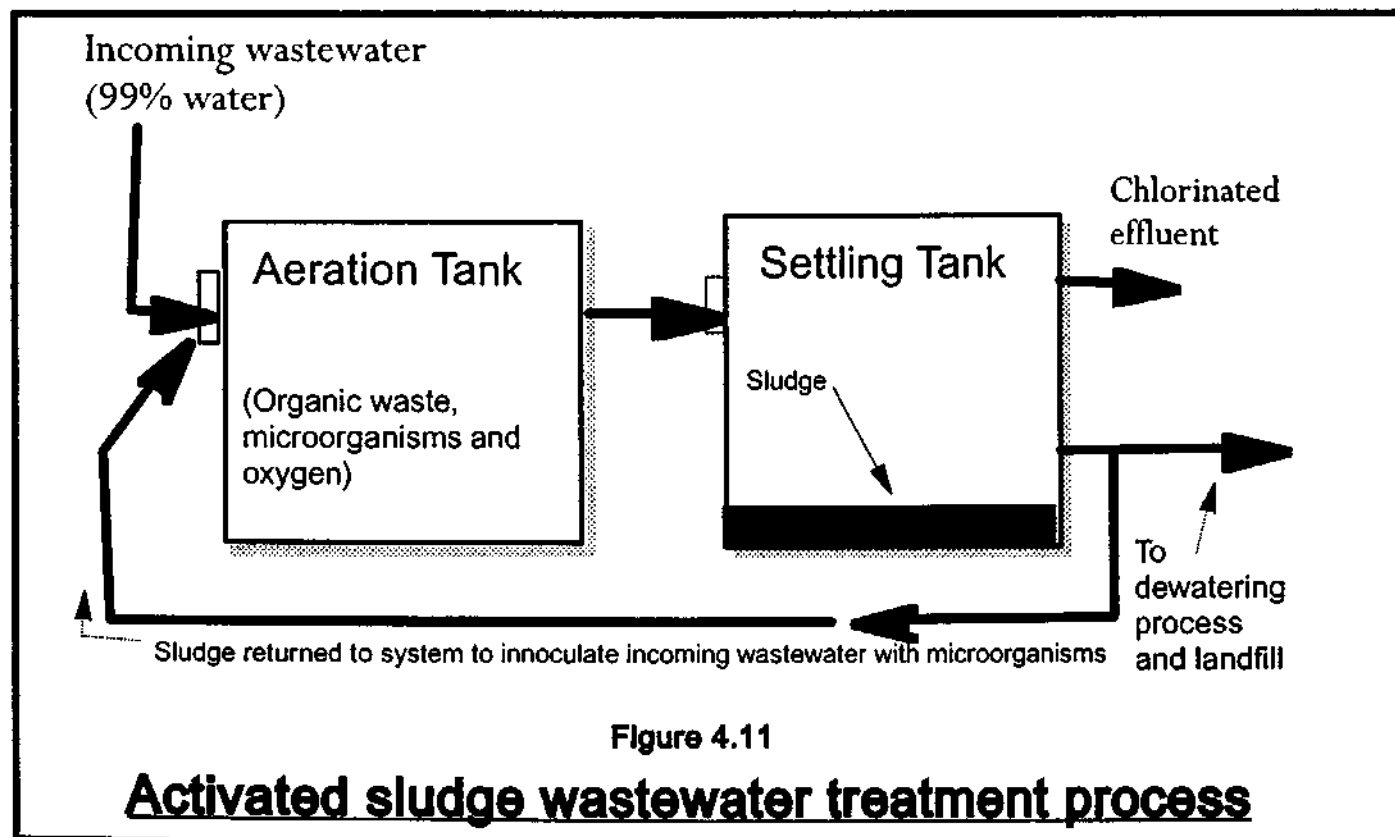 Incoming wastewater
(99% water)
Aeration Tank
(Organic waste,
microorganisms and
oxygen)
Settling Tank
Sludge
Chlorinated
effluent
To
dewatering
process
and landfill
Sludge returned to system to innoculate incoming wastewater with microorganisms
Figure 4.11
Activated sludge wastewater treatment process